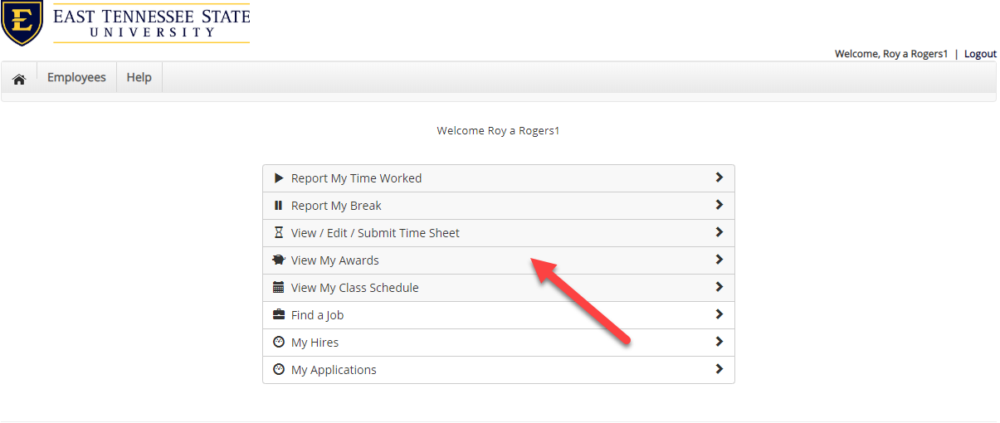 EAST TENNESSEE STATE
UNIVERSITY
Welcome, Roy a Rogers1 | Logout
Employees Help
Welcome Roy a Rogers1
Report My Time Worked
Report My Break
View / Edit / Submit Time Sheet
View My Awards
View My Class Schedule
Find a Job
My Hires
My Applications